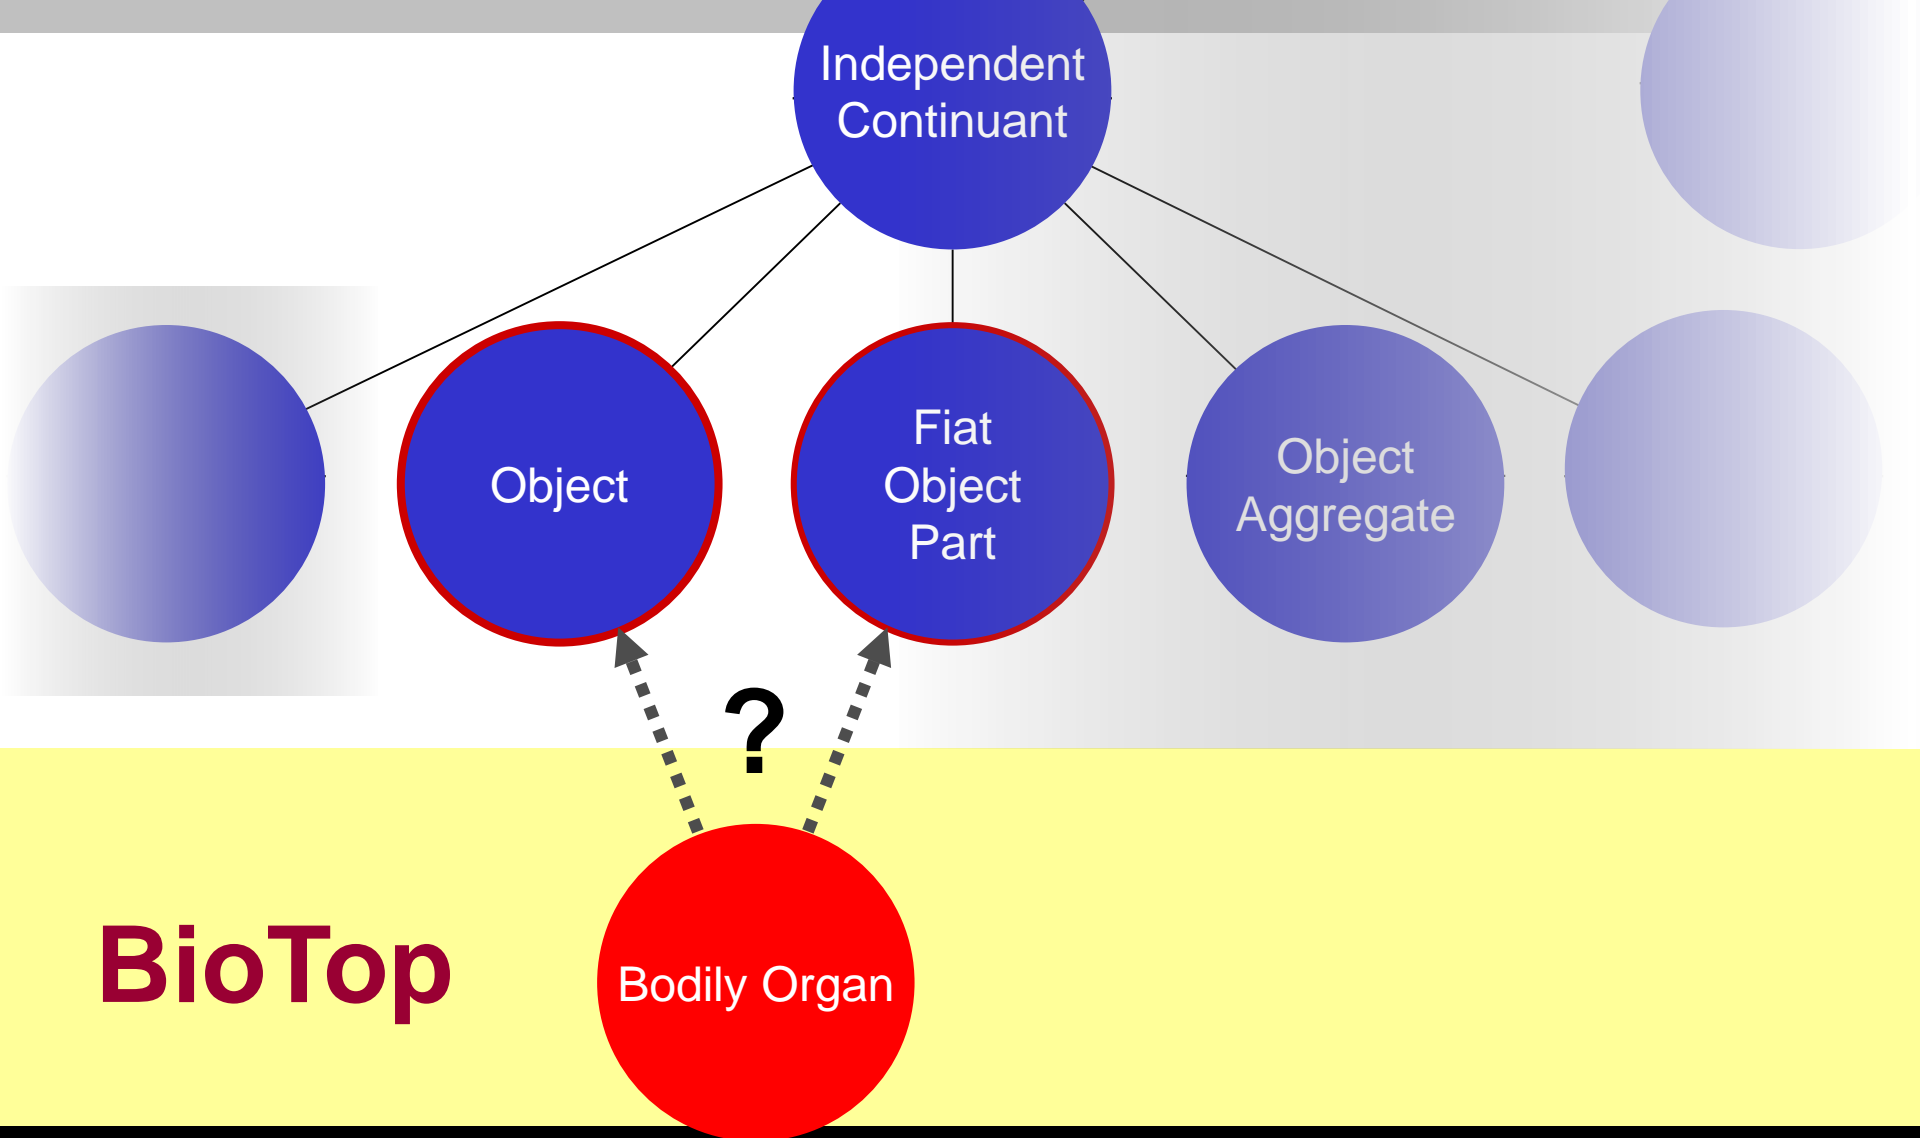 Independent
Continuant
Object
Fiat
Object
Part
Object
Aggregate
?
BioTop
Bodily Organ